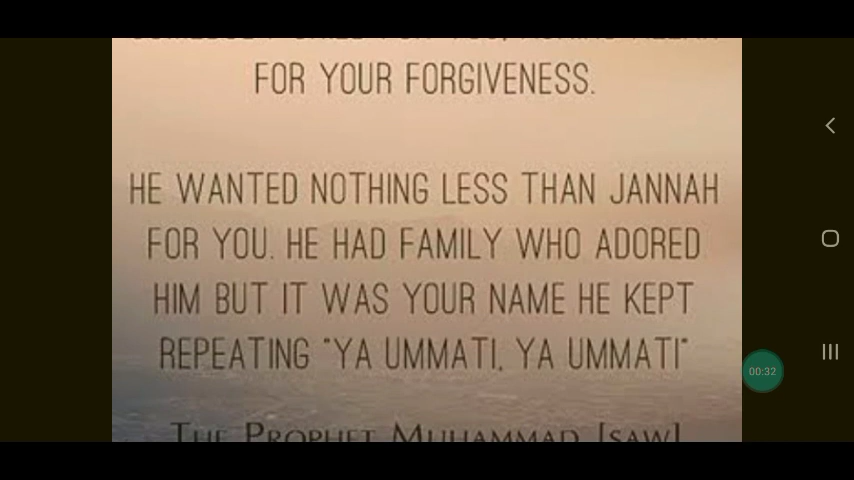 FOR YOUR FORGIVENESS.
HE WANTED NOTHING LESS THAN JANNAH
FOR YOU. HE HAD FAMILY WHO ADORED
HIM BUT IT WAS YOUR NAME HE KEPT
REPEATING "YA UMMATI, YA UMMATI"
00:32
THE PROPHET MUHAMMAD [SAW]